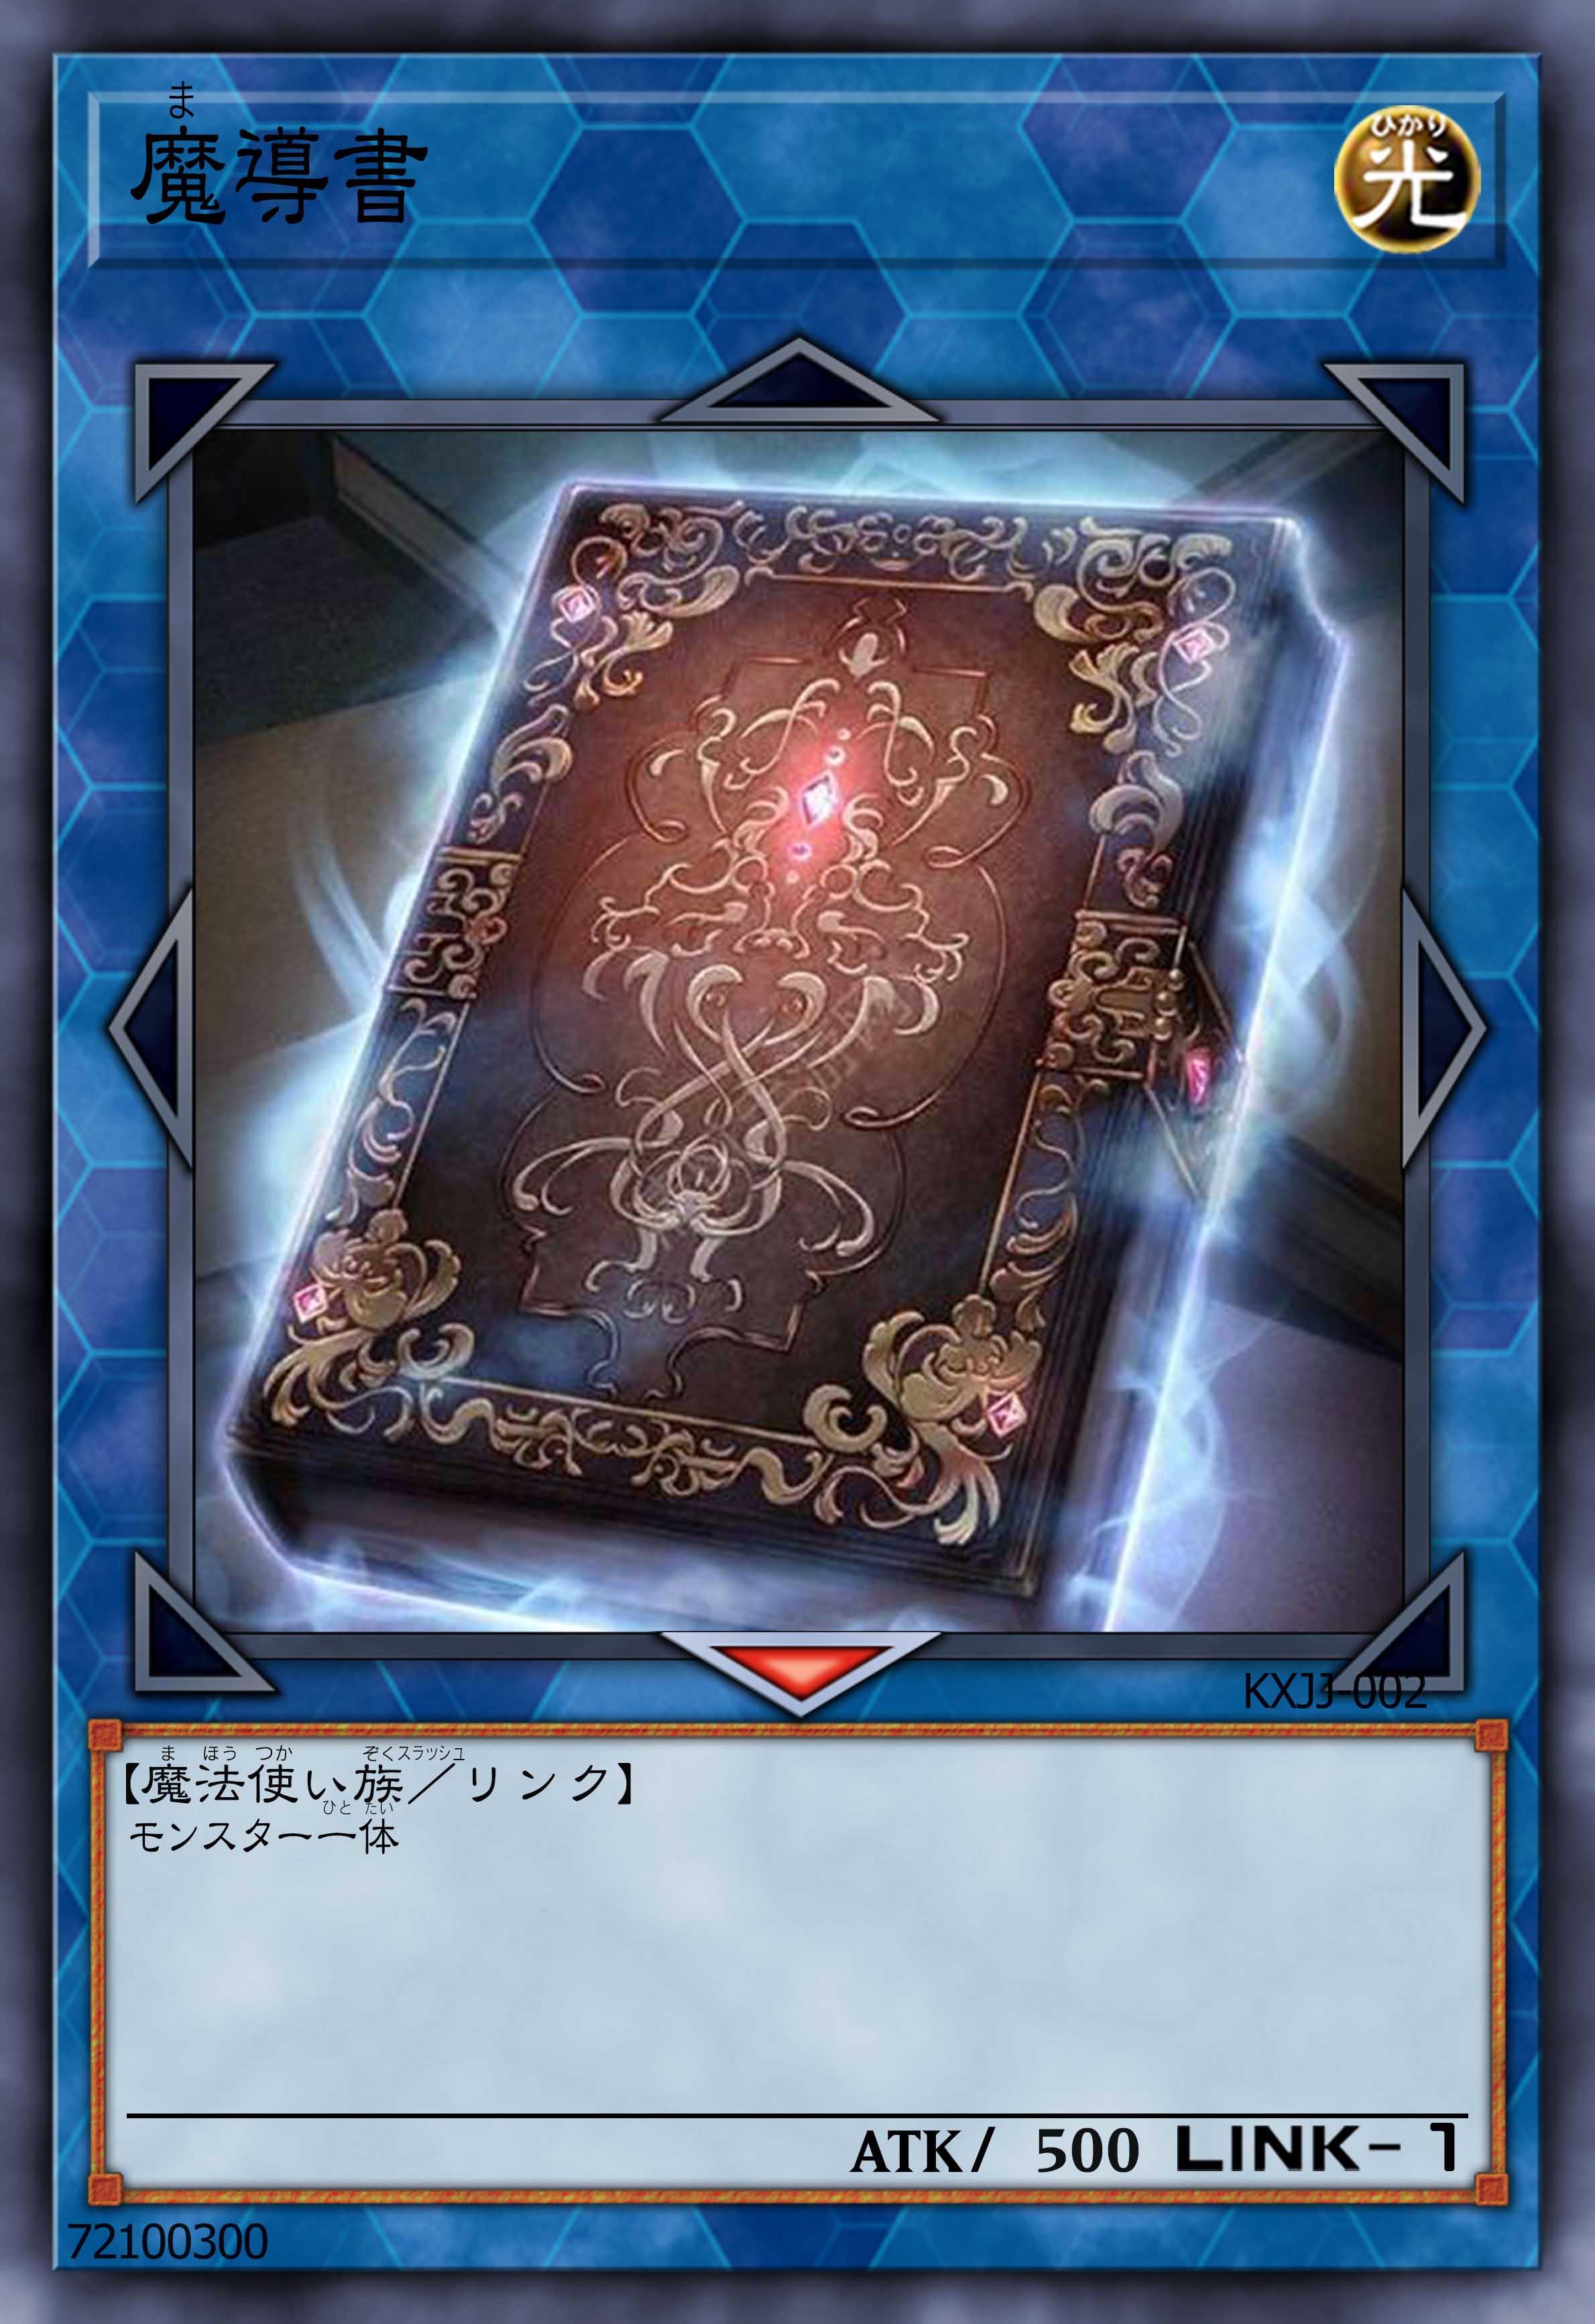 ま
魔導書
ひかり
光
KXJJ-002
ま ほう つか ぞくスラッシュ
【魔法使い族／リンク】
ひと たい
モンスター一体
ATK/ 500 LINK- 1
72100300